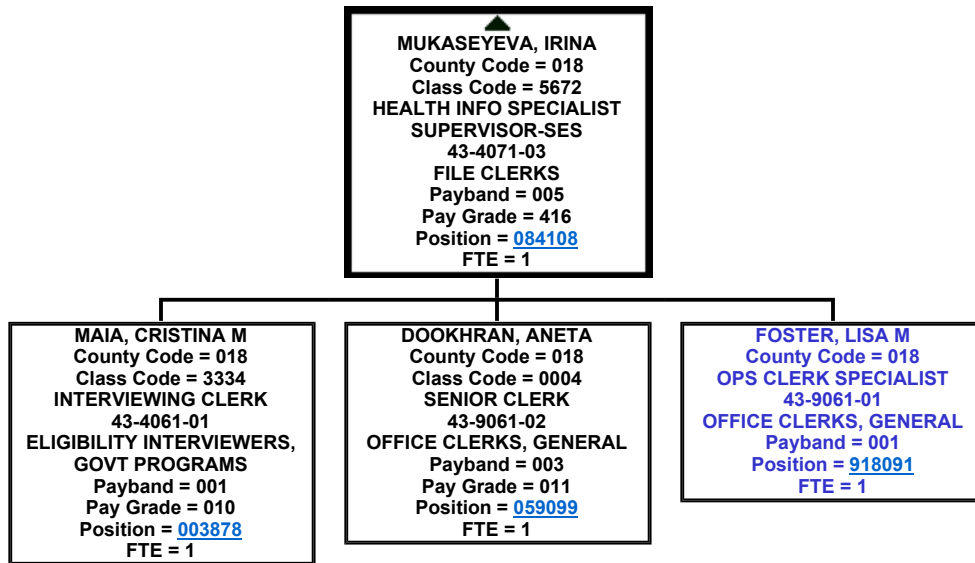 MUKASEYEVA, IRINA
County Code = 018
Class Code = 5672
HEALTH INFO SPECIALIST
SUPERVISOR-SES
43-4071-03
FILE CLERKS
Payband = 005
Pay Grade = 416
Position = 084108
FTE = 1
MAIA, CRISTINA M
County Code = 018
Class Code = 3334
INTERVIEWING CLERK
43-4061-01
ELIGIBILITY INTERVIEWERS,
GOVT PROGRAMS
Payband = 001
Pay Grade = 010
Position = 003878
FTE = 1
DOOKHRAN, ANETA
County Code = 018
Class Code = 0004
SENIOR CLERK
43-9061-02
OFFICE CLERKS, GENERAL
Payband = 003
Pay Grade = 011
Position = 059099
FTE = 1
FOSTER, LISA M
County Code = 018
OPS CLERK SPECIALIST
43-9061-01
OFFICE CLERKS, GENERAL
Payband = 001
Position = 918091
FTE = 1